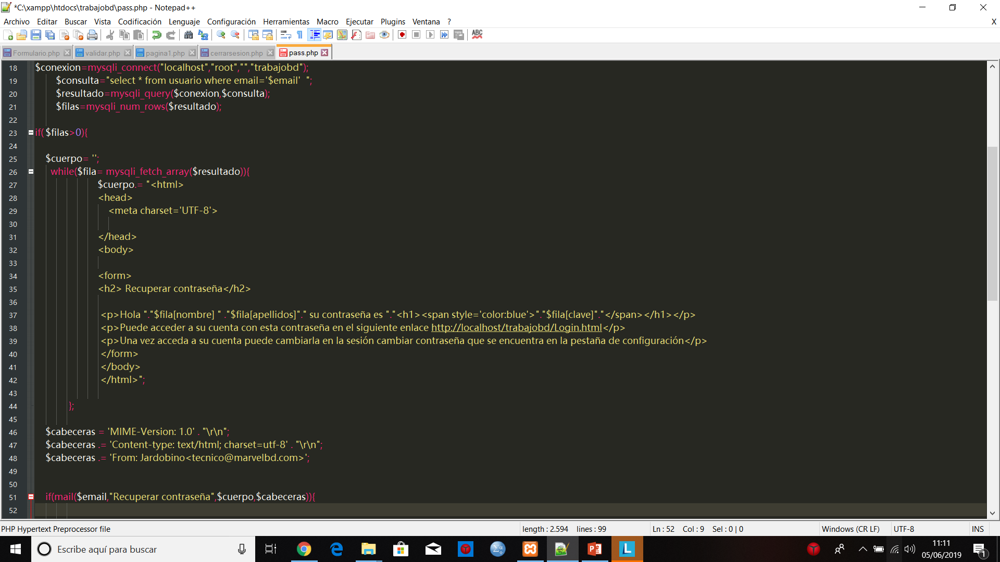 *C:\xampp\htdocs\trabajobd\pass.php - Notepad++
Archivo Editar Buscar Vista Codificación Lenguaje Configuración Herramientas Macro Ejecutar Plugins Ventana ? X
ABC
Formulario.php validar.php pagina1.php cerrarsesion.php pass.php
18 $conexion=mysqli_connect("localhost","root","","trabajobd");
19 $consulta="select * from usuario where email='$email'  ";
20 $resultado=mysqli_query($conexion,$consulta);
21 $filas=mysqli_num_rows($resultado);
22
23 if($filas>0){
24
25 $cuerpo= '';
26 while($fila= mysqli_fetch_array($resultado)){
27 $cuerpo.= "<html>
28 <head>
29 <meta charset='UTF-8'>
30
31 </head>
32 <body>
33
34 <form>
35 <h2> Recuperar contraseña</h2>
36
37 <p>Hola "."$fila[nombre] " ."$fila[apellidos]"." su contraseña es "."<h1><span style='color:blue'>"."$fila[clave]"."</span></h1></p>
38 <p>Puede acceder a su cuenta con esta contraseña en el siguiente enlace http://localhost/trabajobd/Login.html</p>
39 <p>Una vez acceda a su cuenta puede cambiarla en la sesión cambiar contraseña que se encuentra en la pestaña de configuración</p>
40 </form>
41 </body>
42 </html>";
43
44 };
45
46 $cabeceras = 'MIME-Version: 1.0' . "\r\n";
47 $cabeceras .= 'Content-type: text/html; charset=utf-8' . "\r\n";
48 $cabeceras .= 'From: Jardobino<tecnico@marvelbd.com>';
49
50
51 if(mail($email,"Recuperar contraseña",$cuerpo,$cabeceras)){
52
PHP Hypertext Preprocessor file length : 2.594 lines : 99 Ln : 52 Col : 9 Sel : 0 | 0 Windows (CR LF) UTF-8 INS
Escribe aquí para buscar
L
11:11
05/06/2019
1